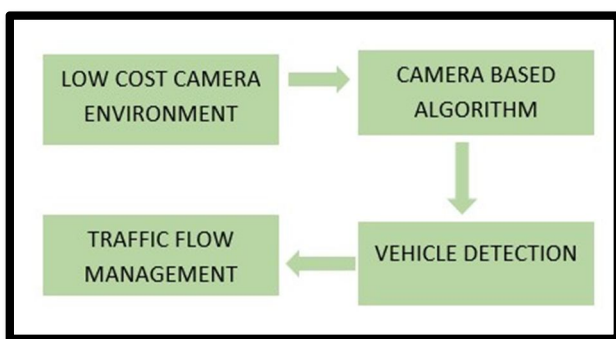 LOW COST CAMERA
ENVIRONMENT
CAMERA BASED
ALGORITHM
VEHICLE DETECTION
TRAFFIC FLOW
MANAGEMENT